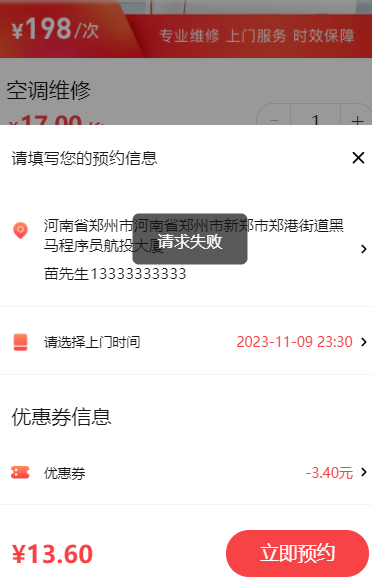 ¥198/次
专业维修 上门服务 时效保障
空调维修
¥17.00
− 1 +
请填写您的预约信息
河南省郑州市河南省郑州市新郑市郑港街道黑
马程序员航投大厦
请求失败
苗先生13333333333
请选择上门时间
2023-11-09 23:30
优惠券信息
优惠券
-3.40元
¥13.60
立即预约